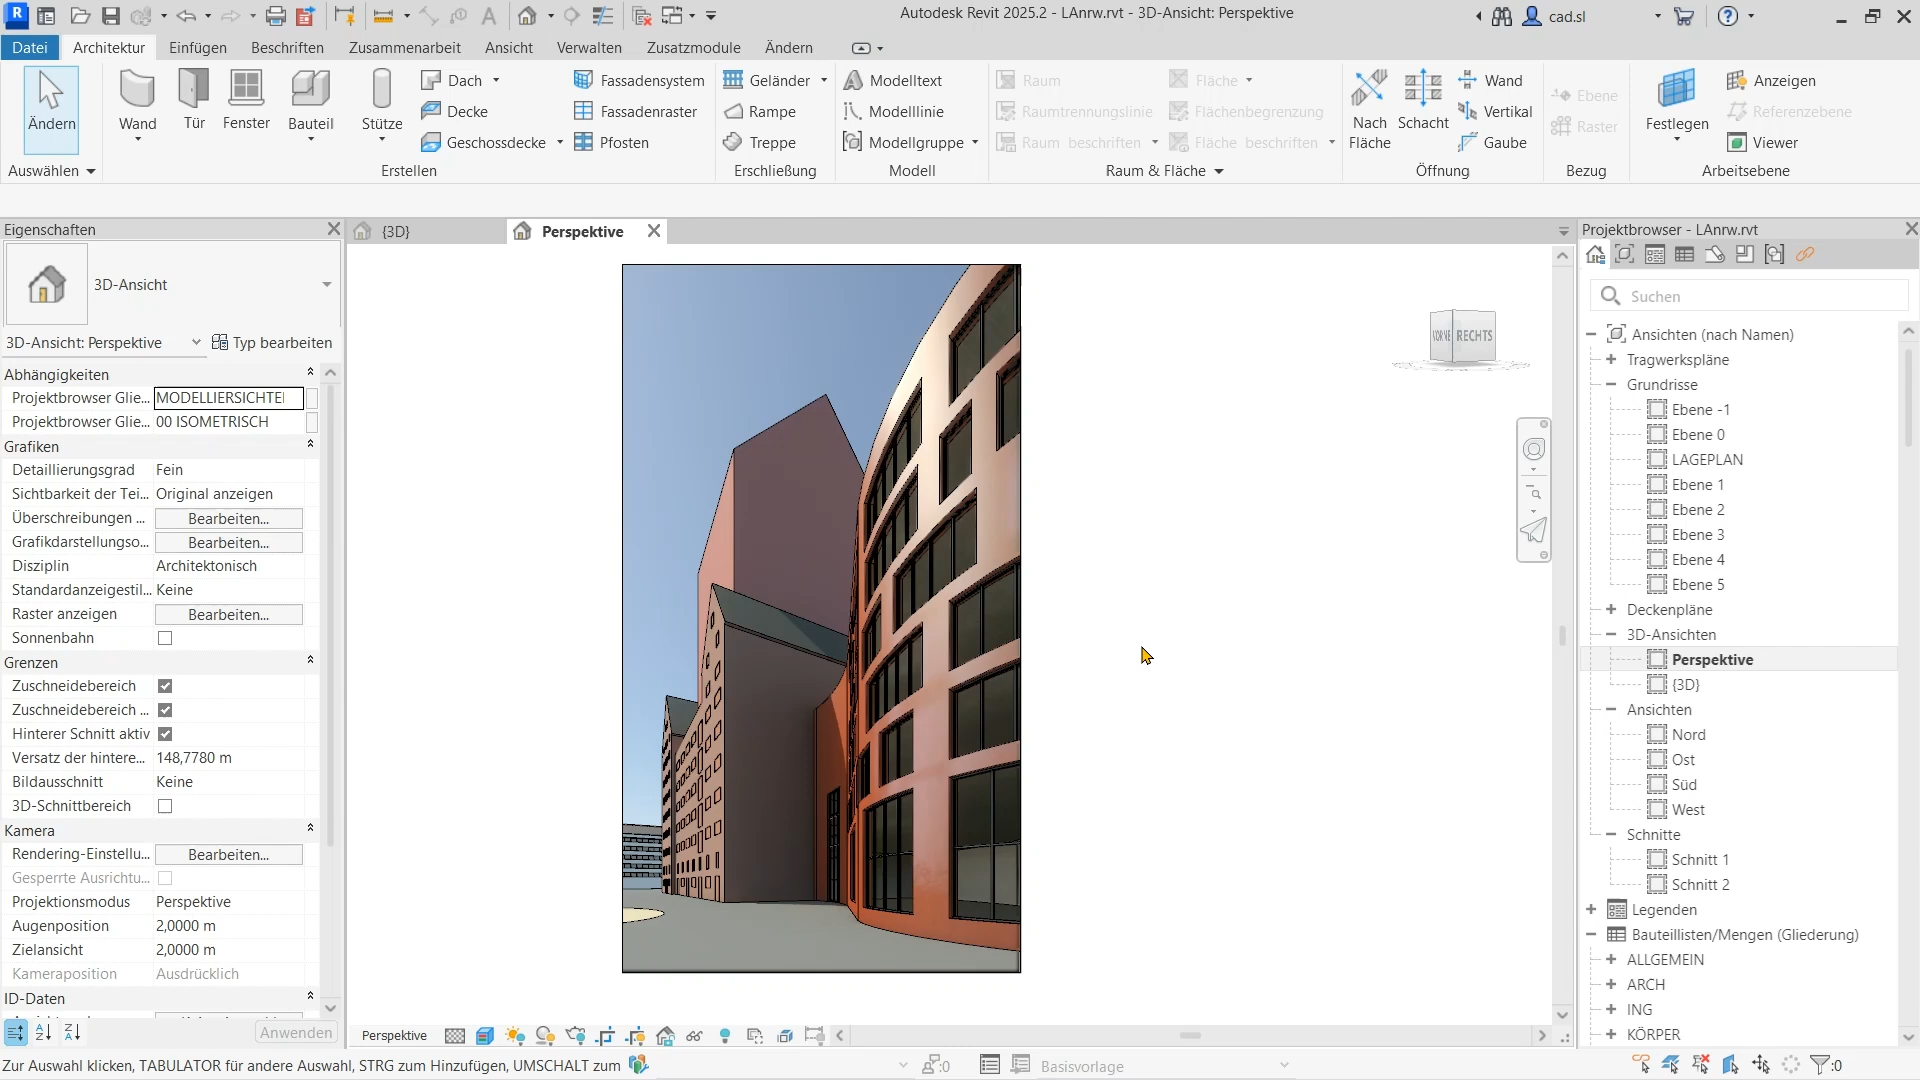 Autodesk Revit 2025.2 - LAnrw.rvt - 3D-Ansicht: Perspektive
cad.sl
Datei Architektur Einfügen Beschriften Zusammenarbeit Ansicht Verwalten Zusatzmodule Ändern
Ändern
Wand
Tür
Fenster
Bauteil
Stütze
Dach
Decke
Geschossdecke
Fassadensystem
Fassadenraster
Pfosten
Geländer
Rampe
Treppe
Modelltext
Modelllinie
Modellgruppe
Raum
Raumtrennungslinie
Raum beschriften
Fläche
Flächenbegrenzung
Fläche beschriften
Nach Fläche
Schacht
Wand
Vertikal
Gaube
Ebene
Raster
Festlegen
Anzeigen
Referenzebene
Viewer
Auswählen Erstellen Erschließung Modell Raum & Fläche Öffnung Bezug Arbeitsebene
Eigenschaften
3D-Ansicht
3D-Ansicht: Perspektive Typ bearbeiten
Abhängigkeiten
Projektbrowser Glie... MODELLIERSICHTEI
Projektbrowser Glie... 00 ISOMETRISCH
Grafiken
Detaillierungsgrad Fein
Sichtbarkeit der Tei... Original anzeigen
Überschreibungen ... Bearbeiten...
Grafikdarstellungso... Bearbeiten...
Disziplin Architektonisch
Standardanzeigestil... Keine
Raster anzeigen Bearbeiten...
Sonnenbahn
Grenzen
Zuschneidebereich
Zuschneidebereich ...
Hinterer Schnitt aktiv
Versatz der hintere... 148,7780 m
Bildausschnitt Keine
3D-Schnittbereich
Kamera
Rendering-Einstellu... Bearbeiten...
Gesperrte Ausrichtu...
Projektionsmodus Perspektive
Augenposition 2,0000 m
Zielansicht 2,0000 m
Kameraposition Ausdrücklich
ID-Daten
Anwenden
{3D} Perspektive
VORNE RECHTS
Perspektive
Projektbrowser - LAnrw.rvt
Suchen
Ansichten (nach Namen)
Tragwerkspläne
Grundrisse
Ebene -1
Ebene 0
LAGEPLAN
Ebene 1
Ebene 2
Ebene 3
Ebene 4
Ebene 5
Deckenpläne
3D-Ansichten
Perspektive
{3D}
Ansichten
Nord
Ost
Süd
West
Schnitte
Schnitt 1
Schnitt 2
Legenden
Bauteillisten/Mengen (Gliederung)
ALLGEMEIN
ARCH
ING
KÖRPER
Zur Auswahl klicken, TABULATOR für andere Auswahl, STRG zum Hinzufügen, UMSCHALT zum :0 Basisvorlage :0